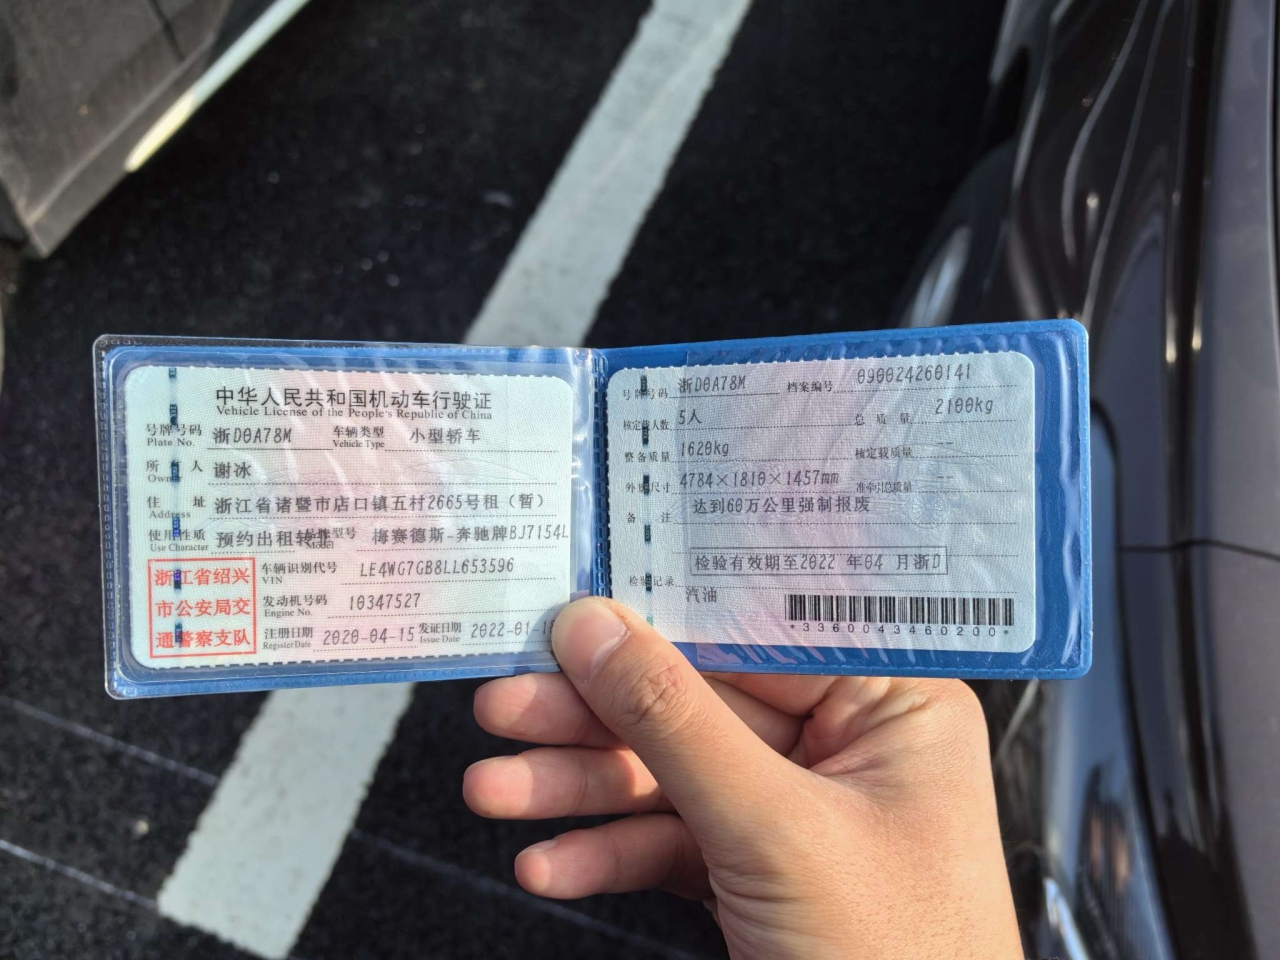 中华人民共和国机动车行驶证
Vehicle License of the People's Republic of China
号牌号码 浙D0A78M 车辆类型 小型轿车
Plate No. Vehicle Type
所有人 谢冰
Owner
住址 浙江省诸暨市店口镇五村2665号租(暂)
Address
使用性质 预约出租转非 品牌型号 梅赛德斯-奔驰牌BJ7154L
Use Character Model
浙江省绍兴
市公安局交
通警察支队
车辆识别代号 LE4WG7GB8LL653596
VIN
发动机号码 10347527
Engine No.
注册日期 2020-04-15 发证日期 2022-01-1
Register Date Issue Date
号牌号码 浙D0A78M 档案编号 090024260141
核定载人数 5人 总质量 2100kg
整备质量 1620kg 核定载质量 --
外廓尺寸 4784×1810×1457mm 准牵引总质量 --
备注 达到60万公里强制报废
检验有效期至2022 年04 月浙D
检验记录
汽油
*3360043460200*